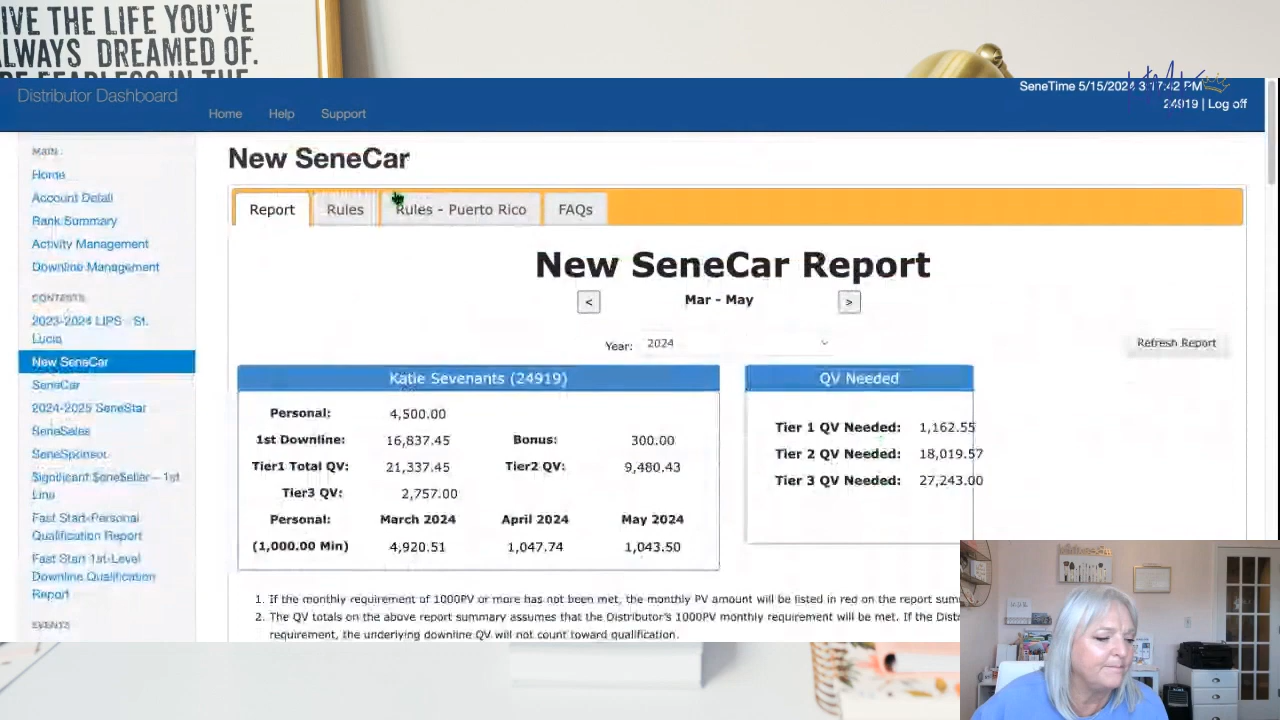 IVE THE LIFE YOU'VE
ALWAYS DREAMED OF.
FEARLESS IN THE
Distributor Dashboard
Home Help Support
SeneTime 5/15/2024 3:17:42 PM
24919 | Log off
MAIN
Home
Account Detail
Rank Summary
Activity Management
Downline Management
CONTESTS
2023-2024 LIPS - St.
Lucia
New SeneCar
SeneCar
2024-2025 SeneStar
SeneSales
SeneSponsor
Significant SeneSeller – 1st
Line
Fast Start-Personal
Qualification Report
Fast Start 1st-Level
Downline Qualification
Report
EVENTS
New SeneCar
Report Rules Rules - Puerto Rico FAQs
New SeneCar Report
< Mar - May >
Year: 2024
Refresh Report
Katie Sevenants (24919)
Personal: 4,500.00
1st Downline: 16,837.45 Bonus: 300.00
Tier1 Total QV: 21,337.45 Tier2 QV: 9,480.43
Tier3 QV: 2,757.00
Personal: March 2024 April 2024 May 2024
(1,000.00 Min) 4,920.51 1,047.74 1,043.50
QV Needed
Tier 1 QV Needed: 1,162.55
Tier 2 QV Needed: 18,019.57
Tier 3 QV Needed: 27,243.00
1. If the monthly requirement of 1000PV or more has not been met, the monthly PV amount will be listed in red on the report sum
2. The QV totals on the above report summary assumes that the Distributor's 1000PV monthly requirement will be met. If the Dist
requirement, the underlying downline QV will not count toward qualification.